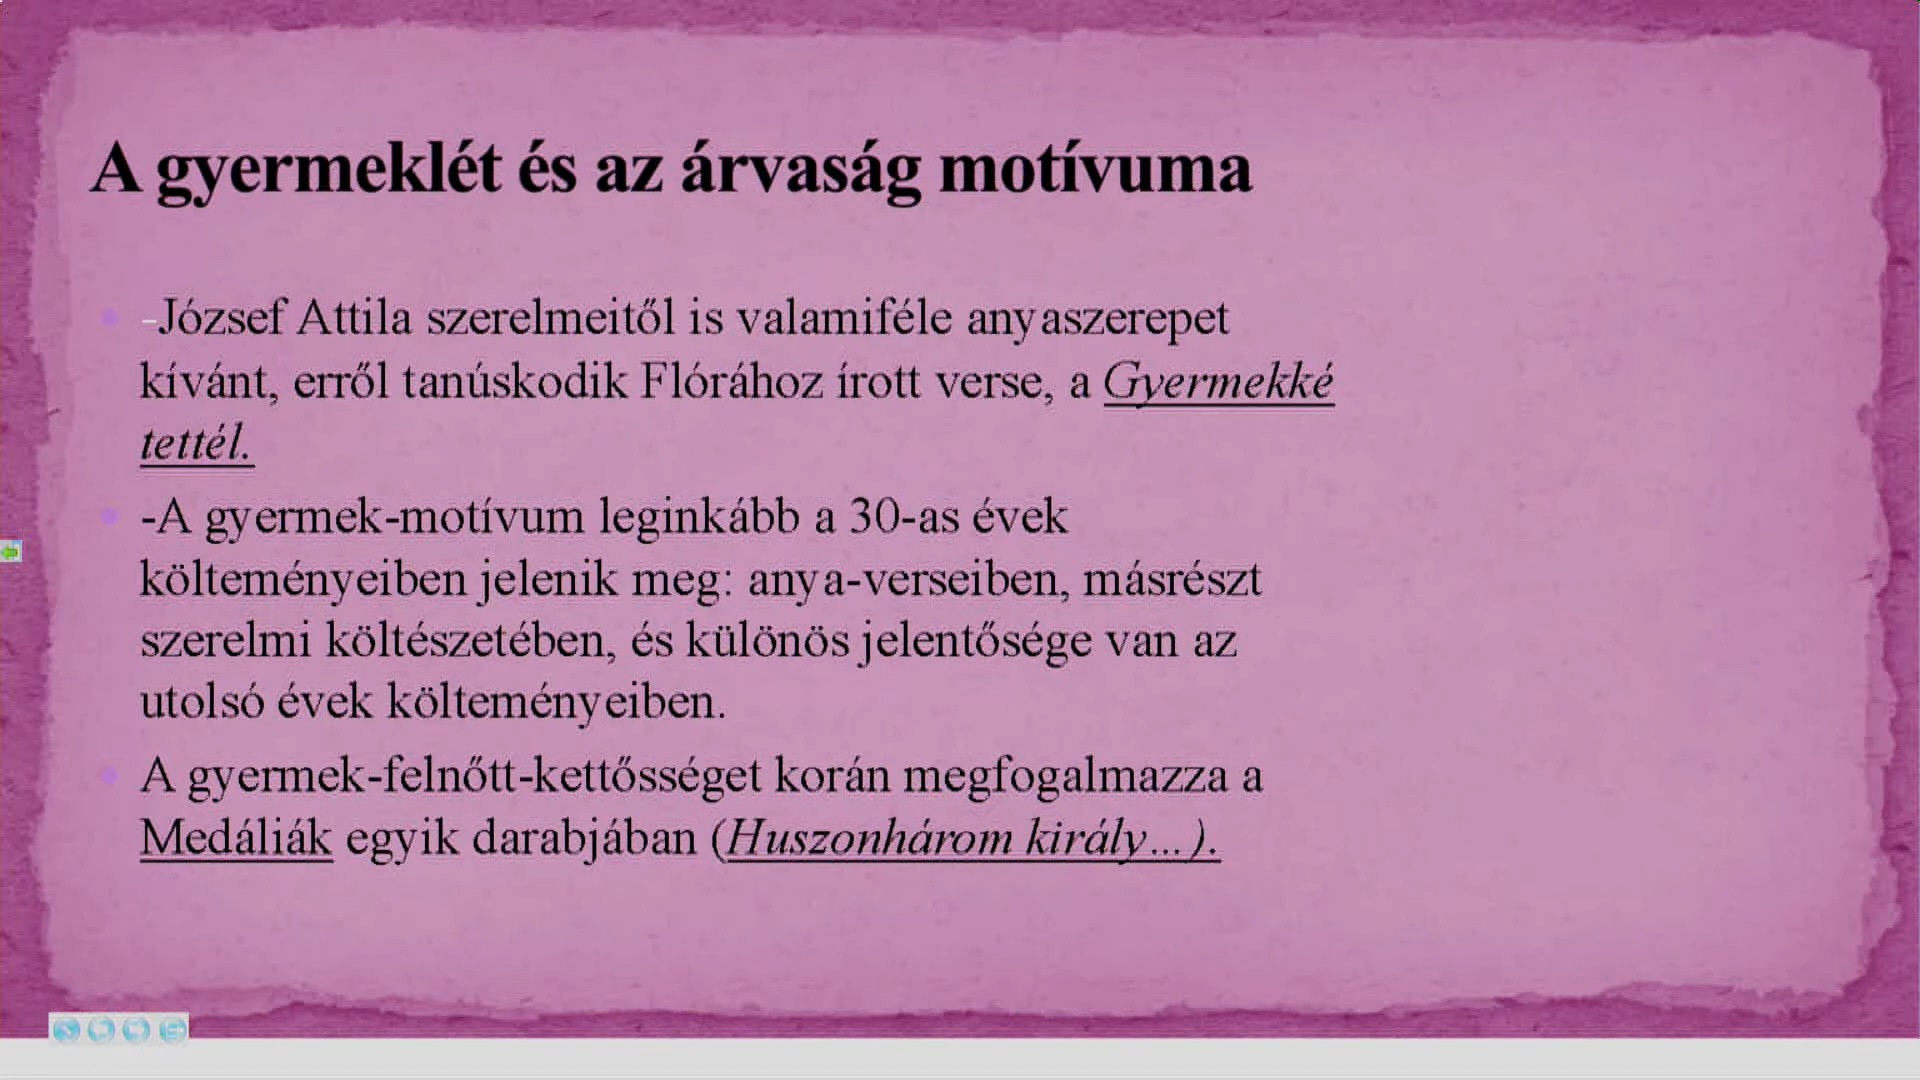 A gyermeklét és az árvaság motívuma
-József Attila szerelmeitől is valamiféle anyaszerepet
kívánt, erről tanúskodik Flórához írott verse, a Gyermekké
tettél.
-A gyermek-motívum leginkább a 30-as évek
költeményeiben jelenik meg: anya-verseiben, másrészt
szerelmi költészetében, és különös jelentősége van az
utolsó évek költeményeiben.
A gyermek-felnőtt-kettősséget korán megfogalmazza a
Medáliák egyik darabjában (Huszonhárom király...).